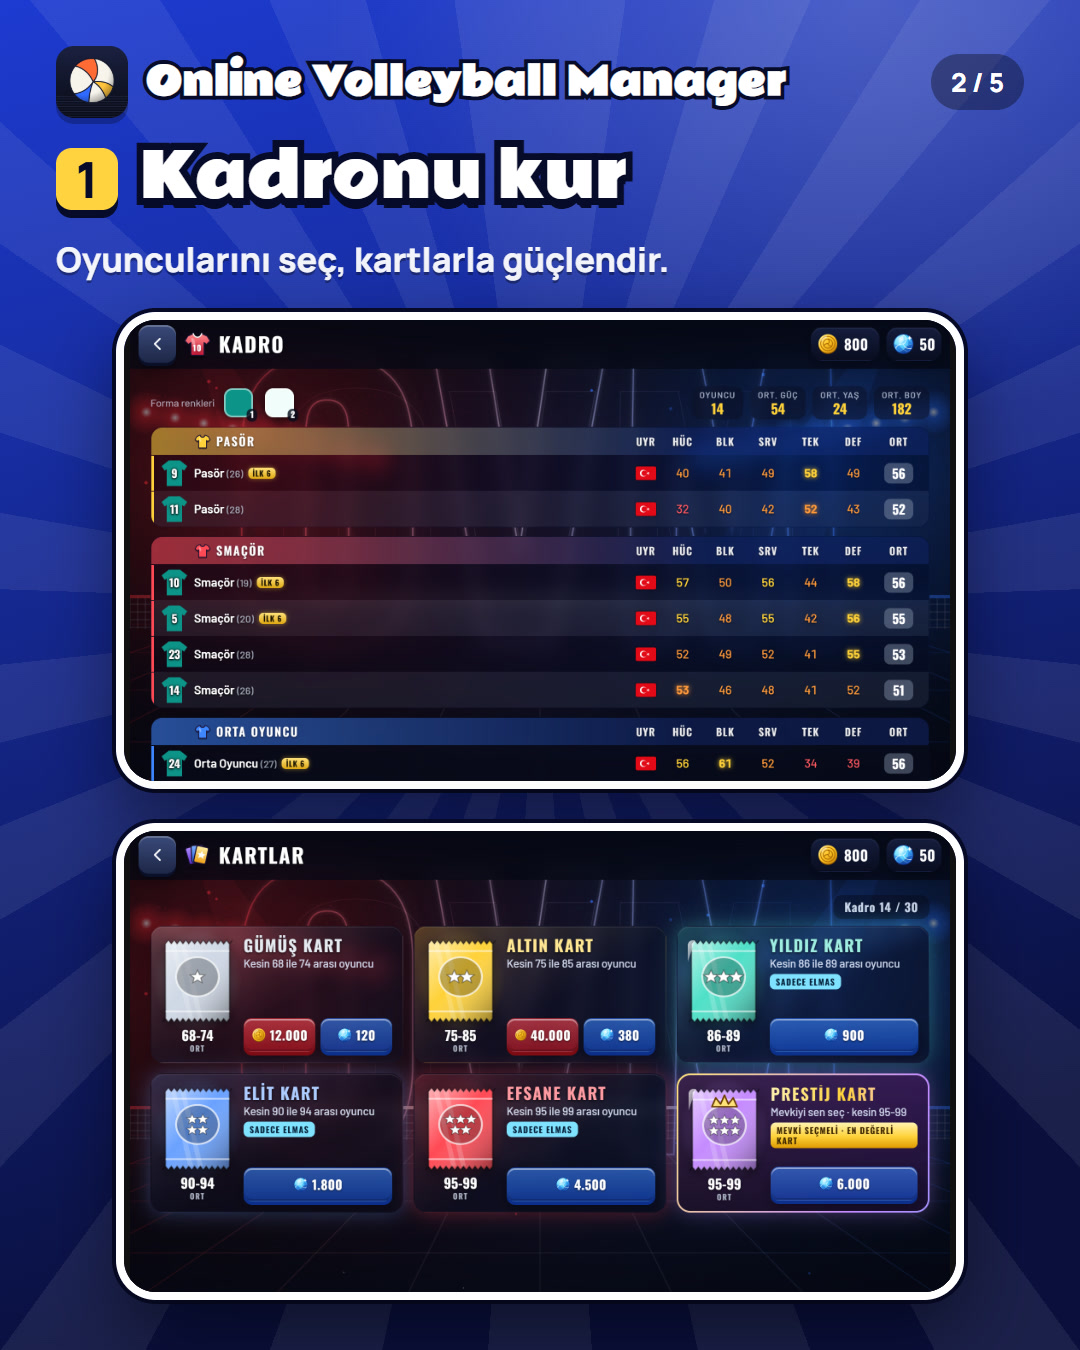 Online Volleyball Manager
2 / 5
1 Kadronu kur
Oyuncularını seç, kartlarla güçlendir.
10 KADRO 800 50
Forma renkleri 1 2
OYUNCU ORT. GÜÇ ORT. YAŞ ORT. BOY
14 54 24 182
PASÖR UYR HÜC BLK SRV TEK DEF ORT
9 Pasör (26) İLK 6 40 41 49 58 49 56
11 Pasör (28) 32 40 42 52 43 52
SMAÇÖR UYR HÜC BLK SRV TEK DEF ORT
10 Smaçör (19) İLK 6 57 50 56 44 58 56
5 Smaçör (20) İLK 6 55 48 55 42 56 55
23 Smaçör (28) 52 49 52 41 55 53
14 Smaçör (26) 53 46 48 41 52 51
ORTA OYUNCU UYR HÜC BLK SRV TEK DEF ORT
24 Orta Oyuncu (27) İLK 6 56 61 52 34 39 56
KARTLAR 800 50
Kadro 14 / 30
GÜMÜŞ KART
Kesin 68 ile 74 arası oyuncu
68-74
ORT
12.000 120
ALTIN KART
Kesin 75 ile 85 arası oyuncu
75-85
ORT
40.000 380
YILDIZ KART
Kesin 86 ile 89 arası oyuncu
SADECE ELMAS
86-89
ORT
900
ELİT KART
Kesin 90 ile 94 arası oyuncu
SADECE ELMAS
90-94
ORT
1.800
EFSANE KART
Kesin 95 ile 99 arası oyuncu
SADECE ELMAS
95-99
ORT
4.500
PRESTİJ KART
Mevkiyi sen seç · kesin 95-99
MEVKİ SEÇMELİ · EN DEĞERLİ
KART
95-99
ORT
6.000